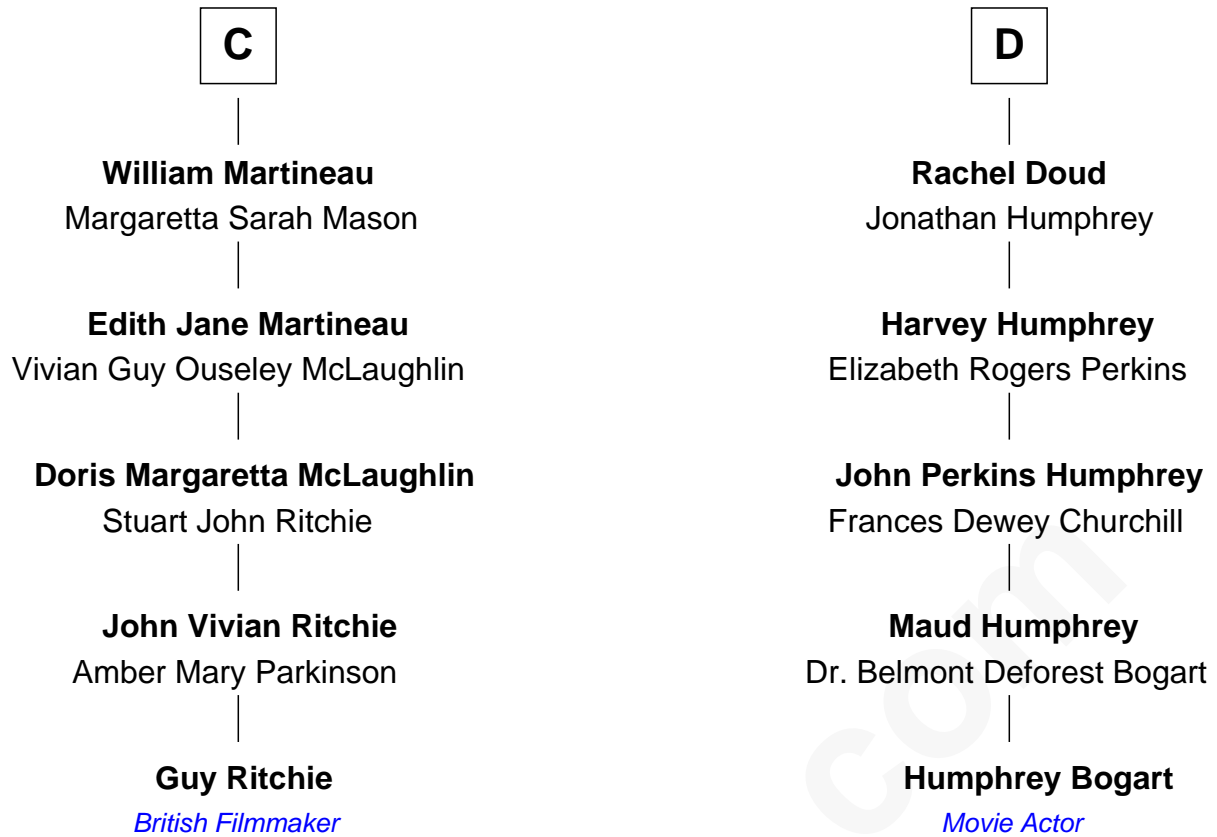 C
William Martineau
Margaretta Sarah Mason
Edith Jane Martineau
Vivian Guy Ouseley McLaughlin
Doris Margaretta McLaughlin
Stuart John Ritchie
John Vivian Ritchie
Amber Mary Parkinson
Guy Ritchie
British Filmmaker
D
Rachel Doud
Jonathan Humphrey
Harvey Humphrey
Elizabeth Rogers Perkins
John Perkins Humphrey
Frances Dewey Churchill
Maud Humphrey
Dr. Belmont Deforest Bogart
Humphrey Bogart
Movie Actor
com